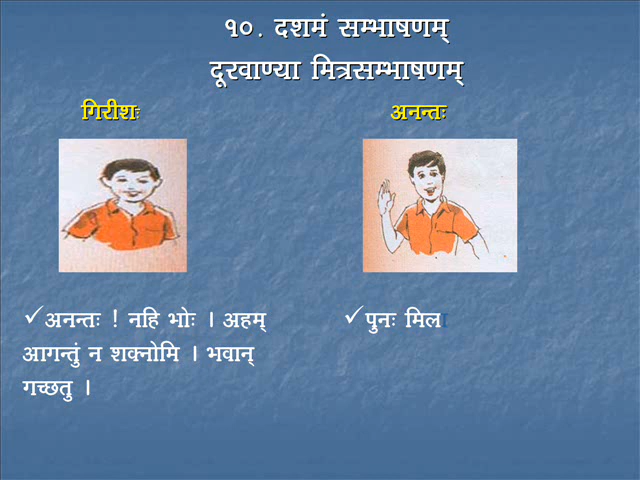 १०. दशमं सम्भाषणम्
दूरवाण्या मित्रसम्भाषणम्
गिरीशः
अनन्तः
अनन्तः ! नहि भोः । अहम्
आगन्तुं न शक्नोमि । भवान्
गच्छतु ।
पुनः मिल